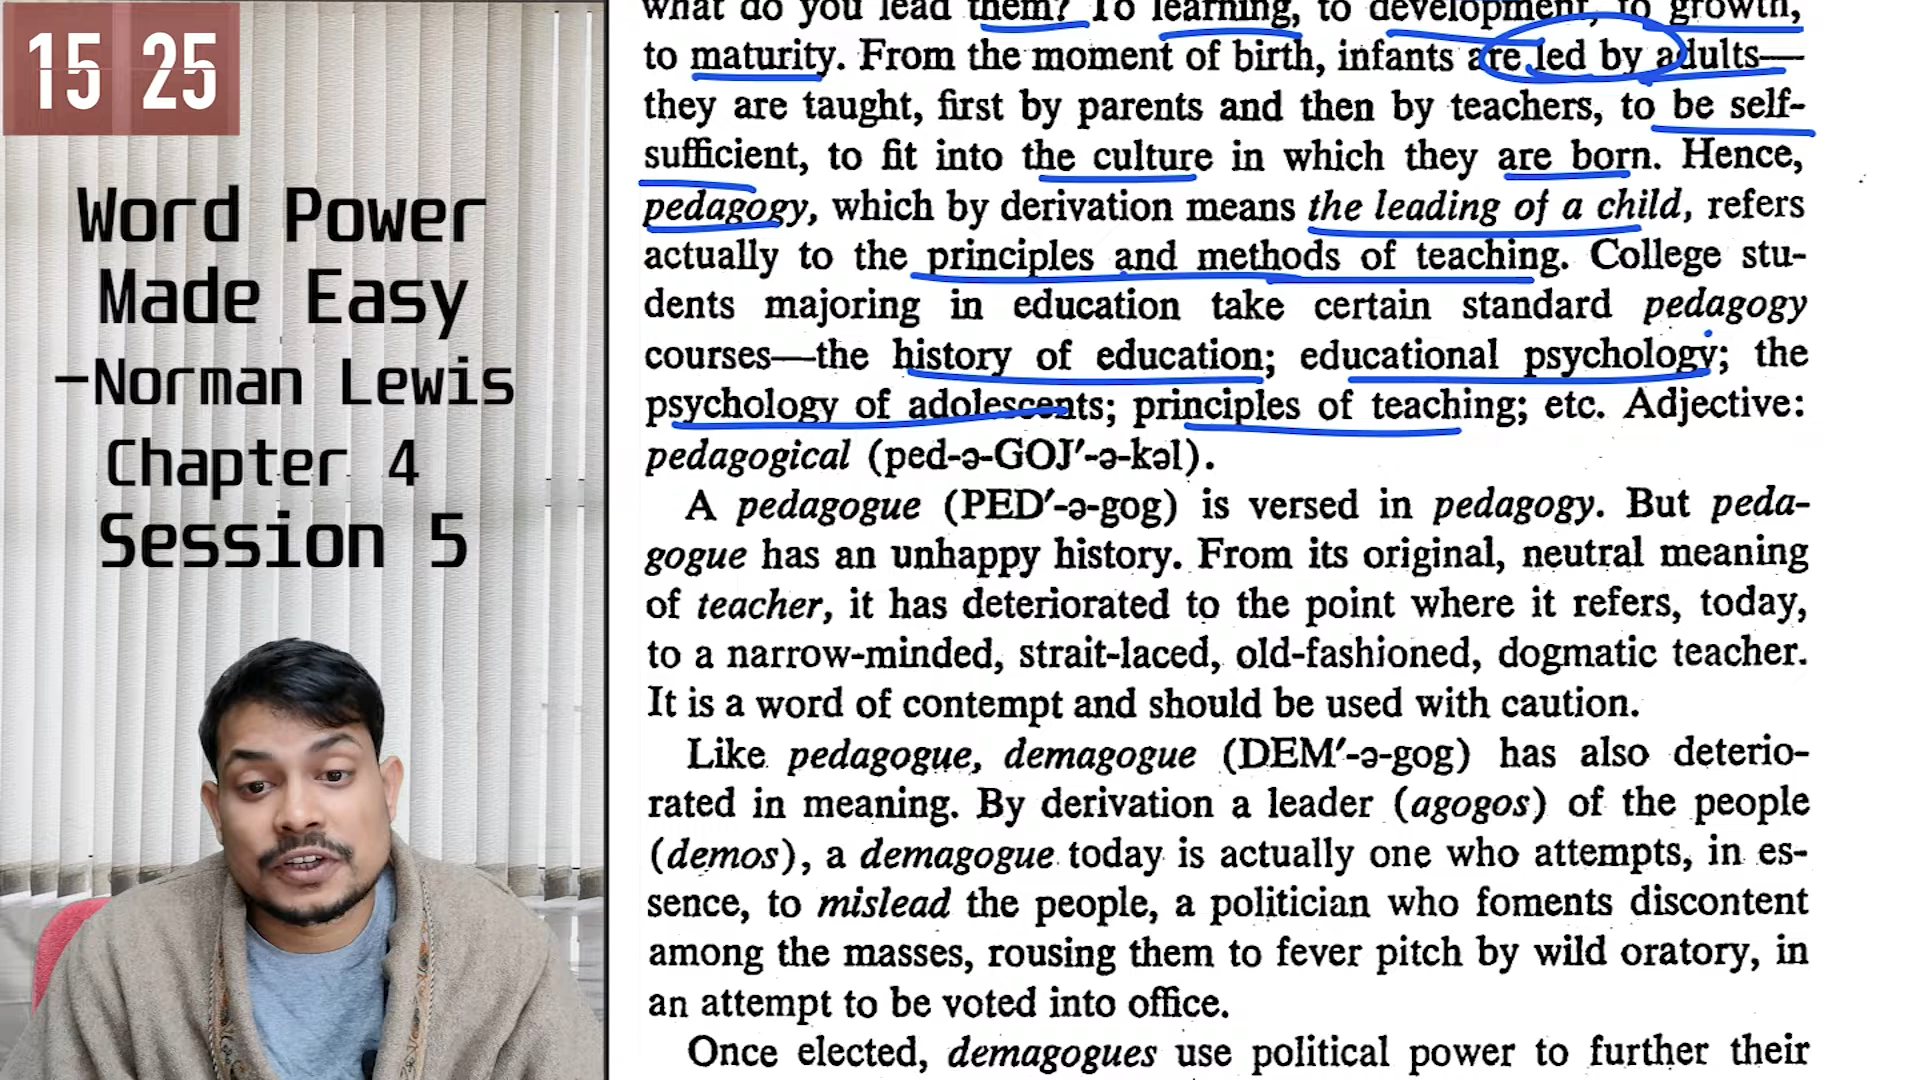 15 25
Word Power
Made Easy
-Norman Lewis
Chapter 4
Session 5
what do you lead them? To learning, to development, to growth,
to maturity. From the moment of birth, infants are led by adults—
they are taught, first by parents and then by teachers, to be self-
sufficient, to fit into the culture in which they are born. Hence,
pedagogy, which by derivation means the leading of a child, refers
actually to the principles and methods of teaching. College stu-
dents majoring in education take certain standard pedagogy
courses—the history of education; educational psychology; the
psychology of adolescents; principles of teaching; etc. Adjective:
pedagogical (ped-ə-GOJ′-ə-kəl).
A pedagogue (PED′-ə-gog) is versed in pedagogy. But peda-
gogue has an unhappy history. From its original, neutral meaning
of teacher, it has deteriorated to the point where it refers, today,
to a narrow-minded, strait-laced, old-fashioned, dogmatic teacher.
It is a word of contempt and should be used with caution.
Like pedagogue, demagogue (DEM′-ə-gog) has also deterio-
rated in meaning. By derivation a leader (agogos) of the people
(demos), a demagogue today is actually one who attempts, in es-
sence, to mislead the people, a politician who foments discontent
among the masses, rousing them to fever pitch by wild oratory, in
an attempt to be voted into office.
Once elected, demagogues use political power to further their